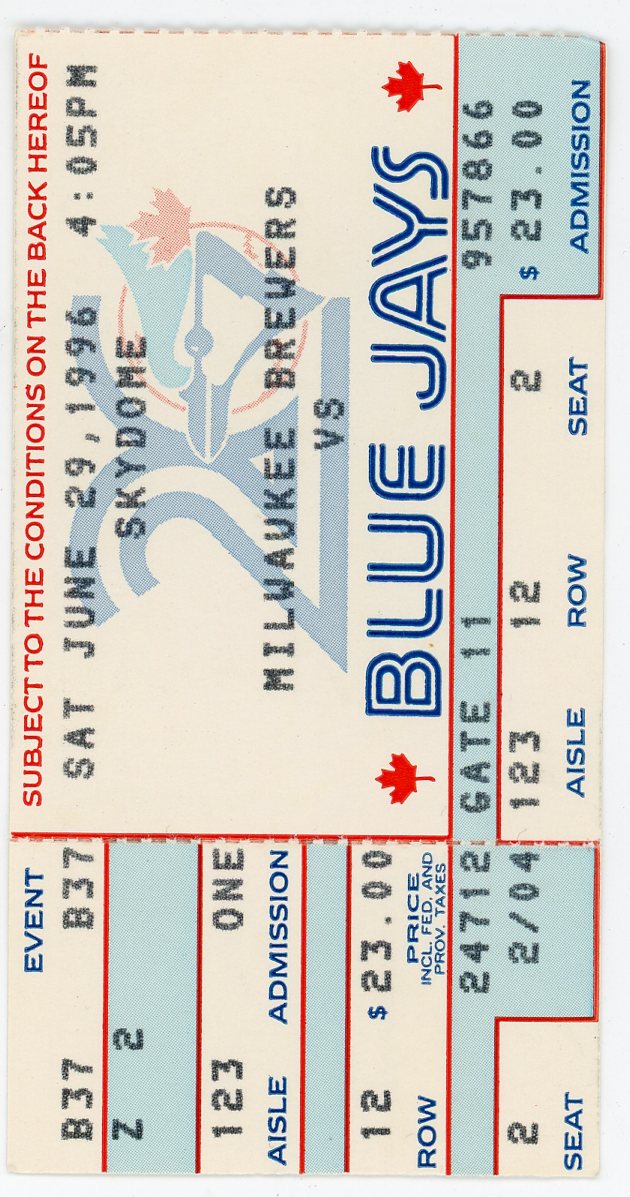 SUBJECT TO THE CONDITIONS ON THE BACK HEREOF
SAT JUNE 29,1996 4:05PM
SKYDOME
MILWAUKEE BREWERS
VS
BLUE JAYS
GATE 11 957866
123 12 2 $ 23.00
AISLE ROW SEAT ADMISSION
EVENT
B37 B37
Z 2
123 ONE
AISLE ADMISSION
12 $ 23.00
PRICE
ROW INCL. FED. AND
PROV. TAXES
24712
2 2/04
SEAT